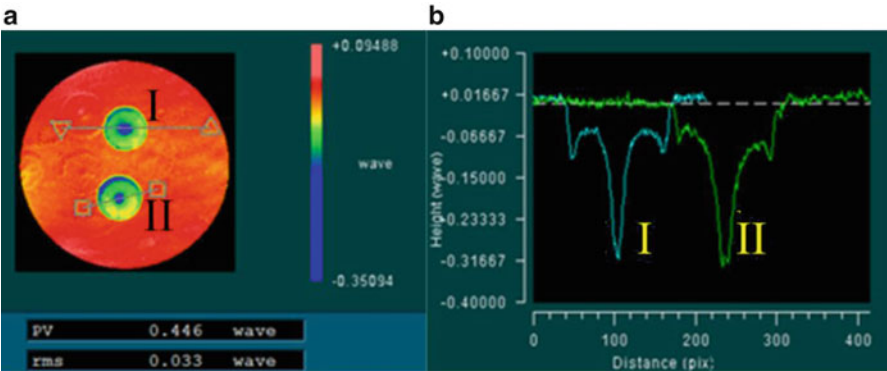 a
I
II
+0.09488
wave
-0.35094
PV 0.446 wave
rms 0.033 wave
b
+0.10000
+0.01667
-0.06667
-0.15000
-0.23333
-0.31667
-0.40000
Height (wave)
I
II
0 100 200 300 400
Distance (pix)